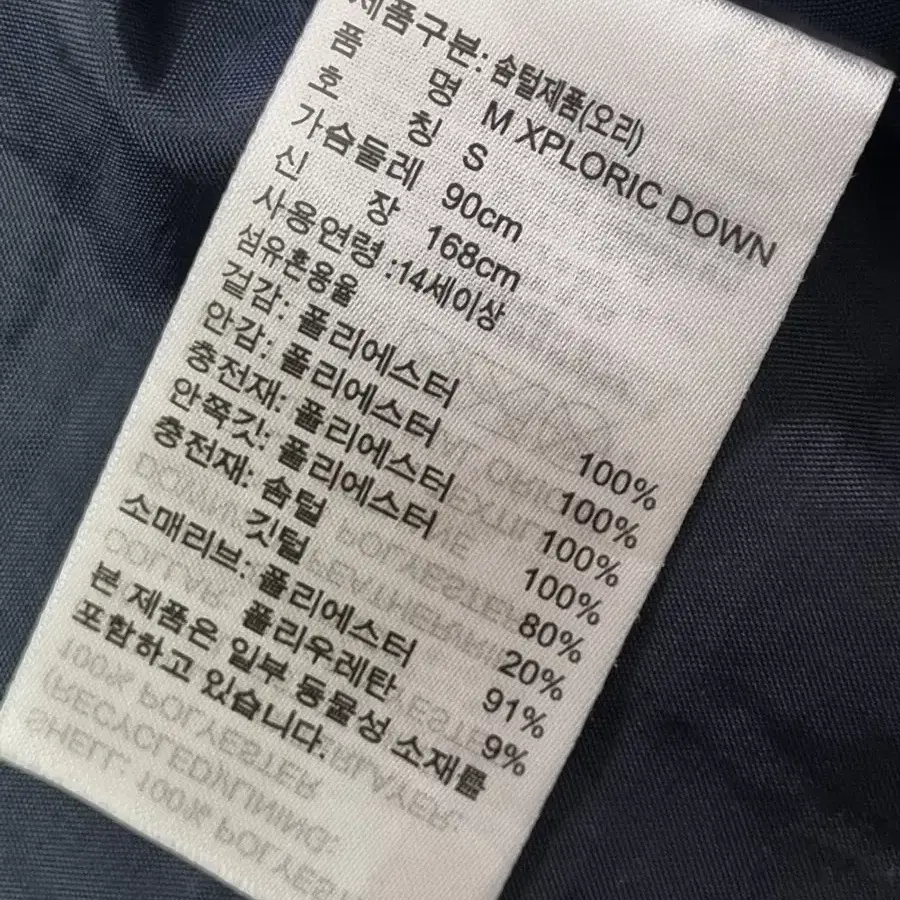 제품구분: 솜털제품(오리)
품 명 M XPLORIC DOWN
호 칭 S
가슴둘레 90cm
신 장 168cm
사용연령 :14세이상
섬유혼용율
겉감: 폴리에스터 100%
안감: 폴리에스터 100%
충전재: 폴리에스터 100%
안쪽깃: 폴리에스터 100%
충전재: 솜털 80%
깃털 20%
소매리브: 폴리에스터 91%
폴리우레탄 9%
본 제품은 일부 동물성 소재를
포함하고 있습니다.